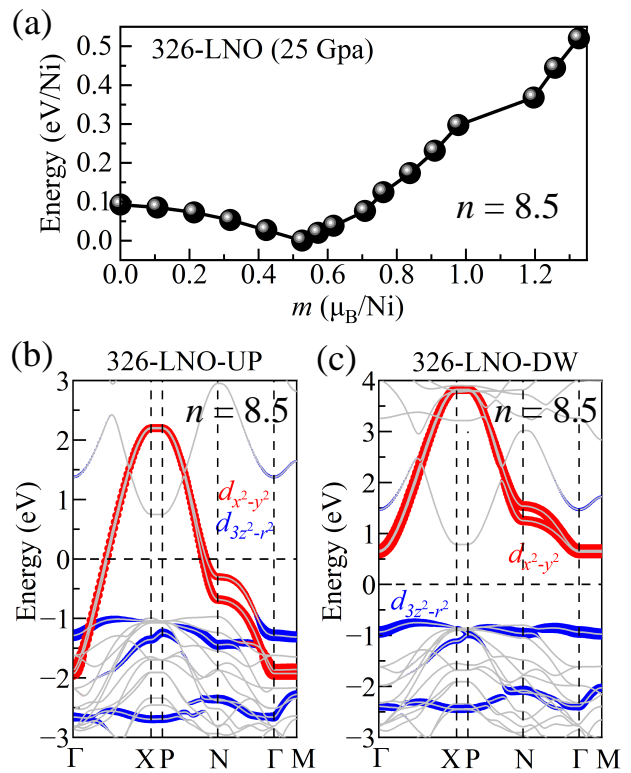 (a)
326-LNO (25 Gpa)
n = 8.5
Energy (eV/Ni)
0.5
0.4
0.3
0.2
0.1
0.0
0.0 0.2 0.4 0.6 0.8 1.0 1.2
m (μB/Ni)
(b) 326-LNO-UP
n = 8.5
dx²-y²
d3z²-r²
Energy (eV)
3
2
1
0
−1
−2
−3
Γ X P N Γ M
(c) 326-LNO-DW
n = 8.5
dx²-y²
d3z²-r²
Energy (eV)
4
3
2
1
0
−1
−2
−3
Γ X P N Γ M